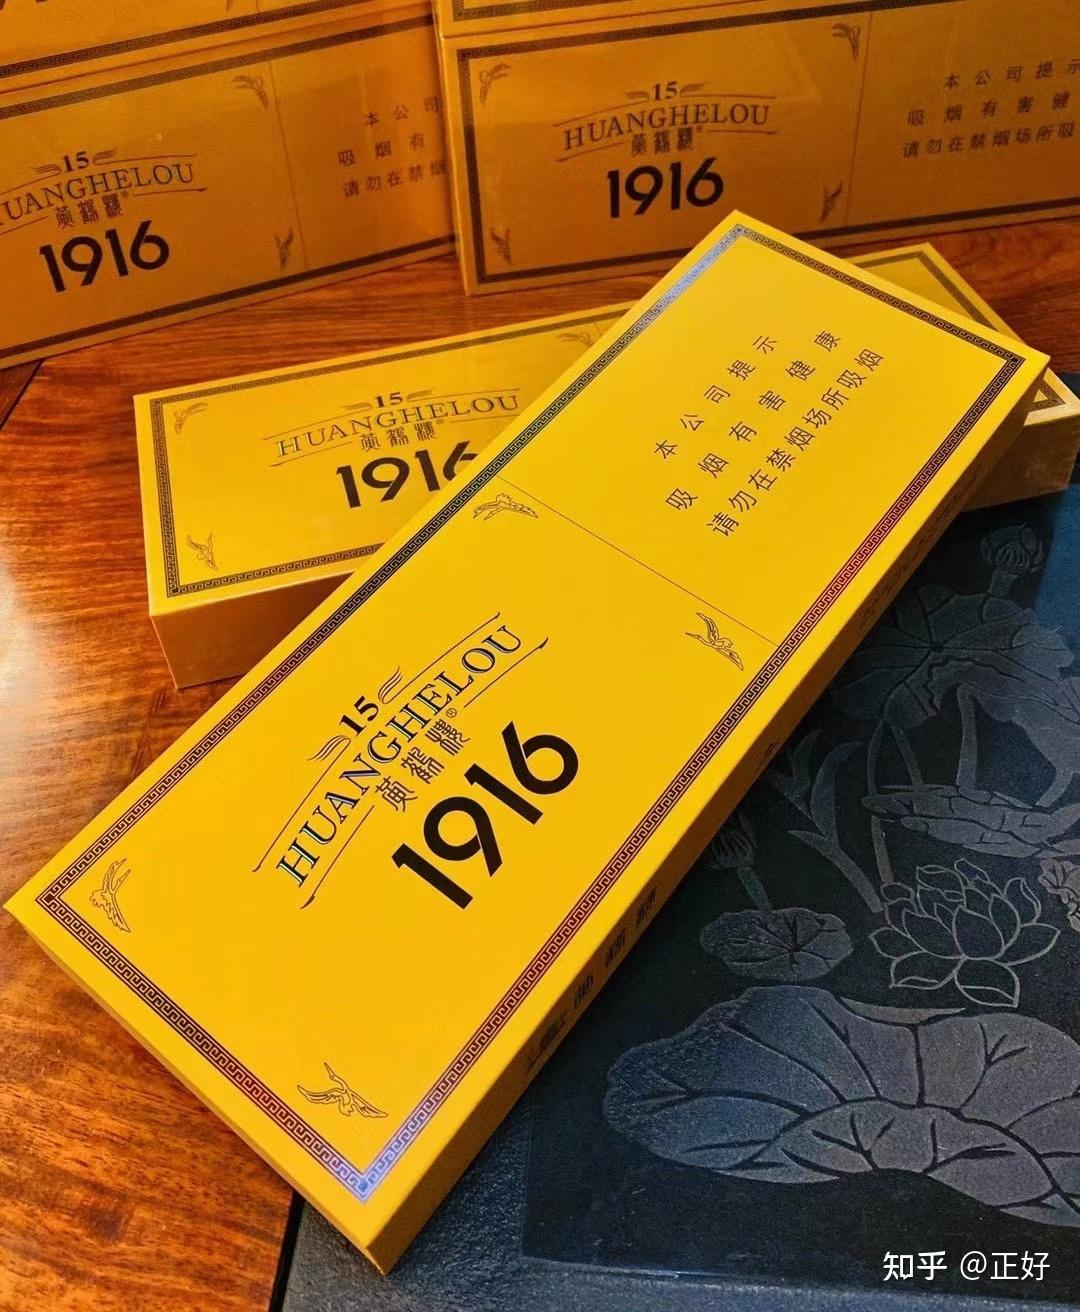 15
HUANGHELOU
黄鹤楼
1916
本公司
吸烟有
请勿在禁烟
15
HUANGHELOU
黄鹤楼®
1916
本公司提示
吸烟有害健
请勿在禁烟场所吸
15
HUANGHELOU
黄鹤楼®
1916
15
HUANGHELOU
黄鹤楼®
1916
本公司提示
吸烟有害健康
请勿在禁烟场所吸烟
知乎 @正好